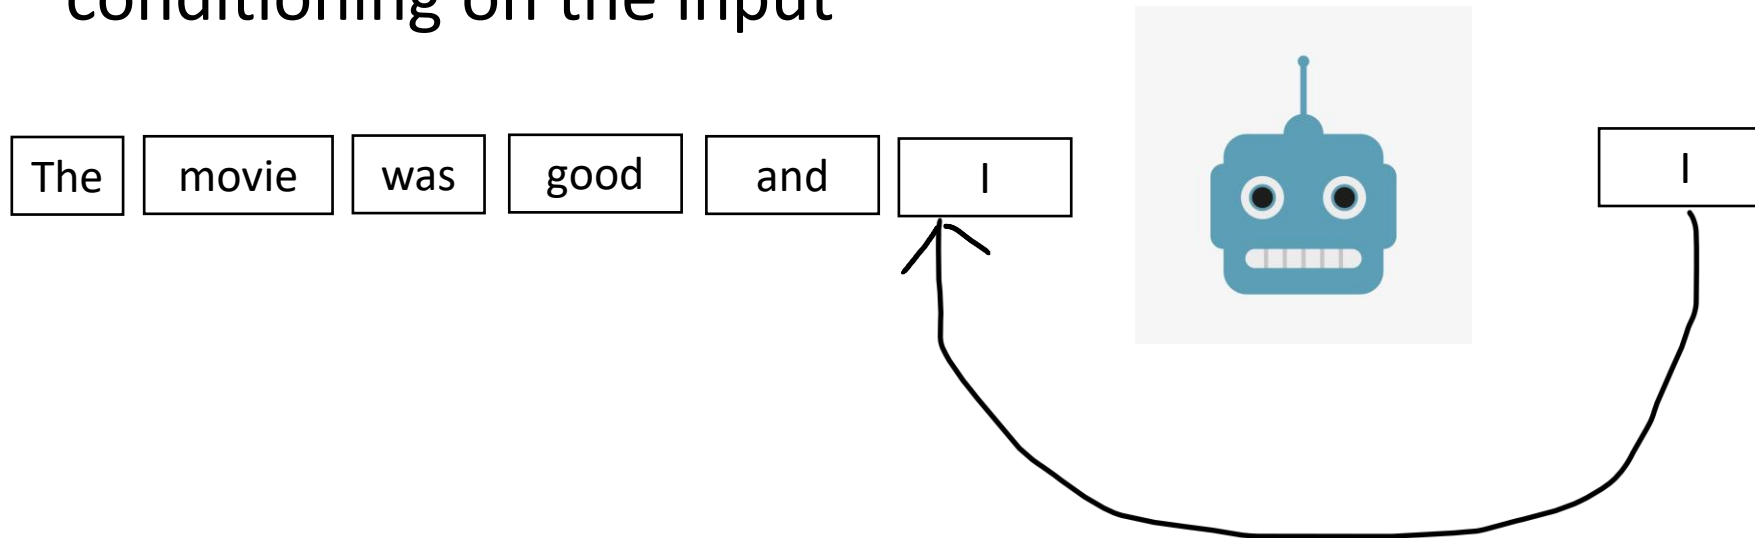 conditioning on the input
The movie was good and I I